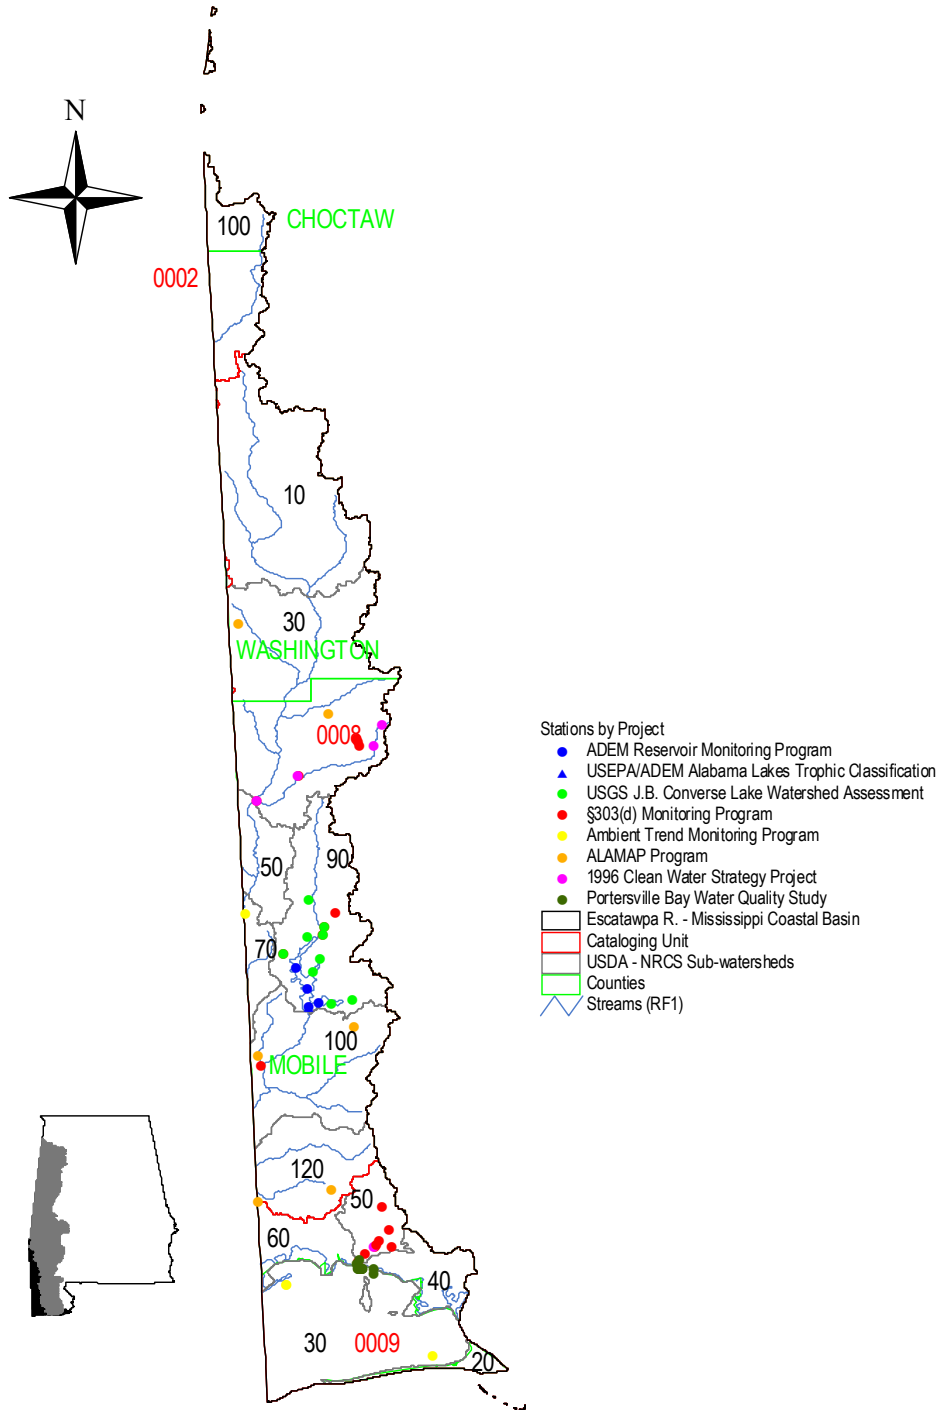 N
100
CHOCTAW
0002
10
30
WASHINGTON
0008
50
90
70
100
MOBILE
120
50
60
40
30
0009
20
Stations by Project
ADEM Reservoir Monitoring Program
USEPA/ADEM Alabama Lakes Trophic Classification
USGS J.B. Converse Lake Watershed Assessment
§303(d) Monitoring Program
Ambient Trend Monitoring Program
ALAMAP Program
1996 Clean Water Strategy Project
Portersville Bay Water Quality Study
Escatawpa R. - Mississippi Coastal Basin
Cataloging Unit
USDA - NRCS Sub-watersheds
Counties
Streams (RF1)